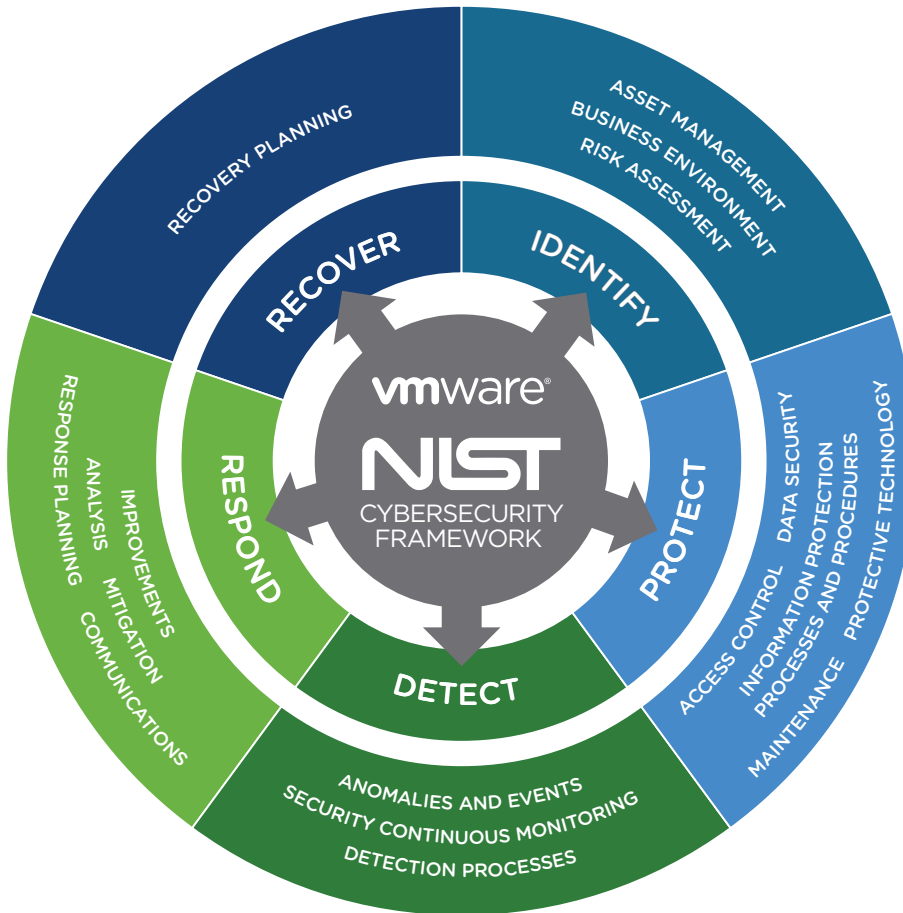 vmware®
NIST
CYBERSECURITY
FRAMEWORK
IDENTIFY
ASSET MANAGEMENT
BUSINESS ENVIRONMENT
RISK ASSESSMENT
PROTECT
ACCESS CONTROL DATA SECURITY
INFORMATION PROTECTION
PROCESSES AND PROCEDURES
MAINTENANCE PROTECTIVE TECHNOLOGY
DETECT
ANOMALIES AND EVENTS
SECURITY CONTINUOUS MONITORING
DETECTION PROCESSES
RESPOND
RESPONSE PLANNING COMMUNICATIONS
ANALYSIS MITIGATION
IMPROVEMENTS
RECOVER
RECOVERY PLANNING